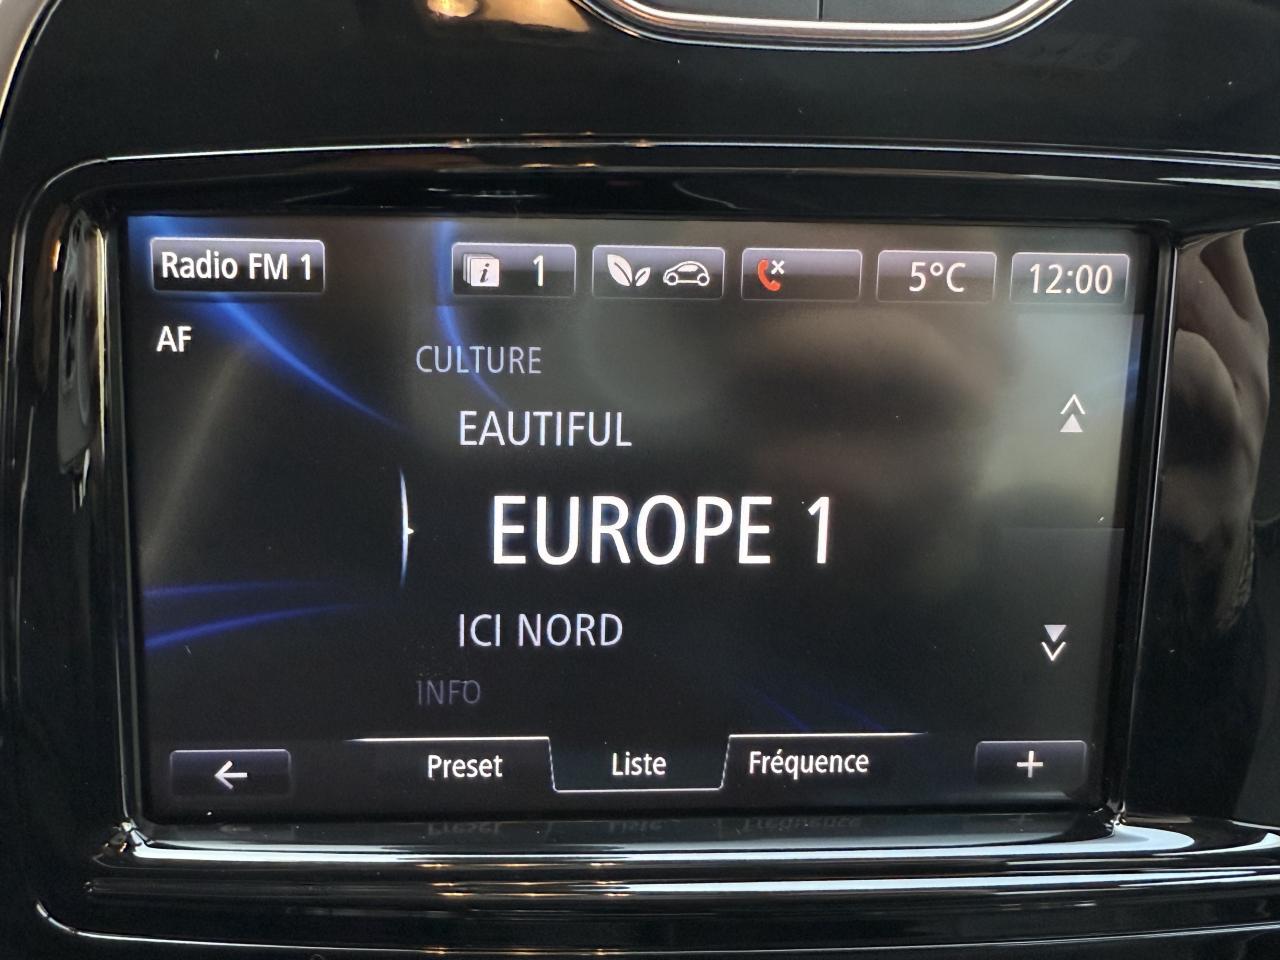 Radio FM 1
1
5°C
12:00
AF
CULTURE
EAUTIFUL
EUROPE 1
ICI NORD
INFO
Preset
Liste
Fréquence